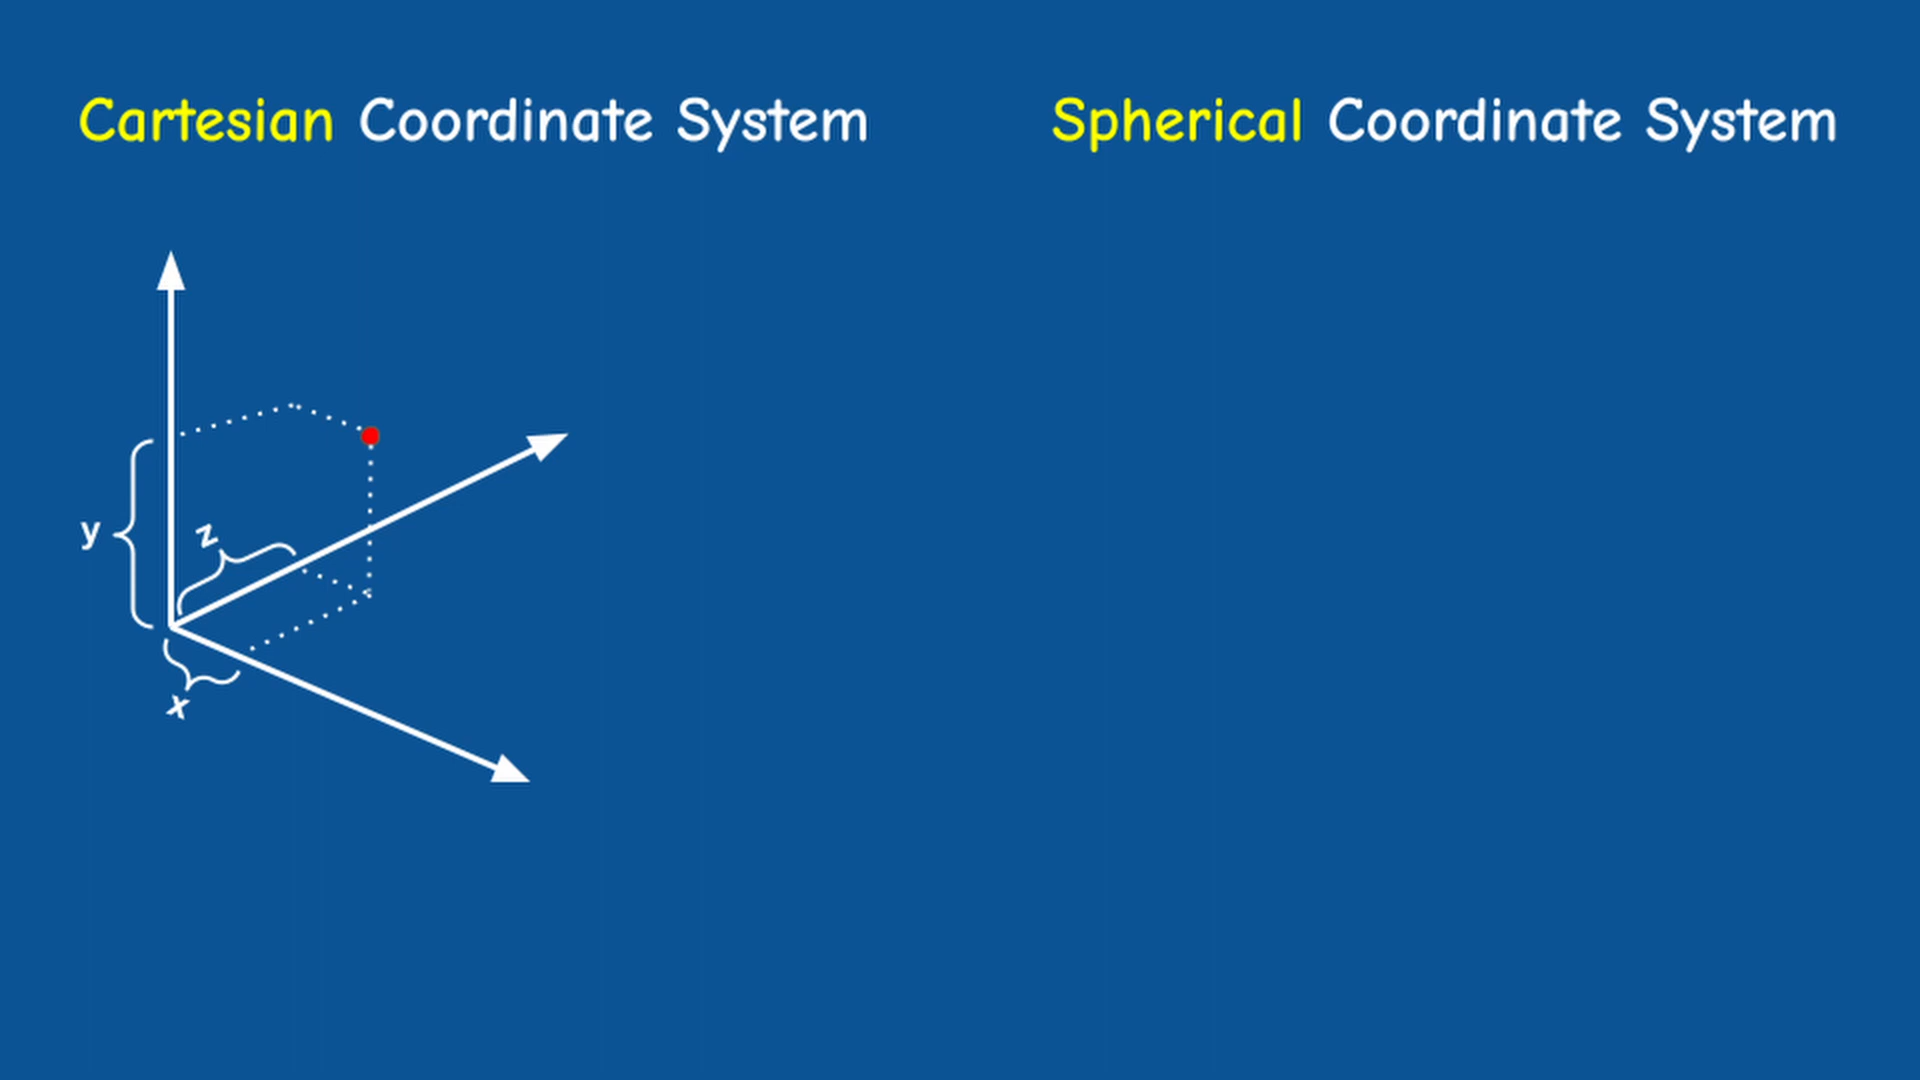 Cartesian Coordinate System
Spherical Coordinate System
y
z
x